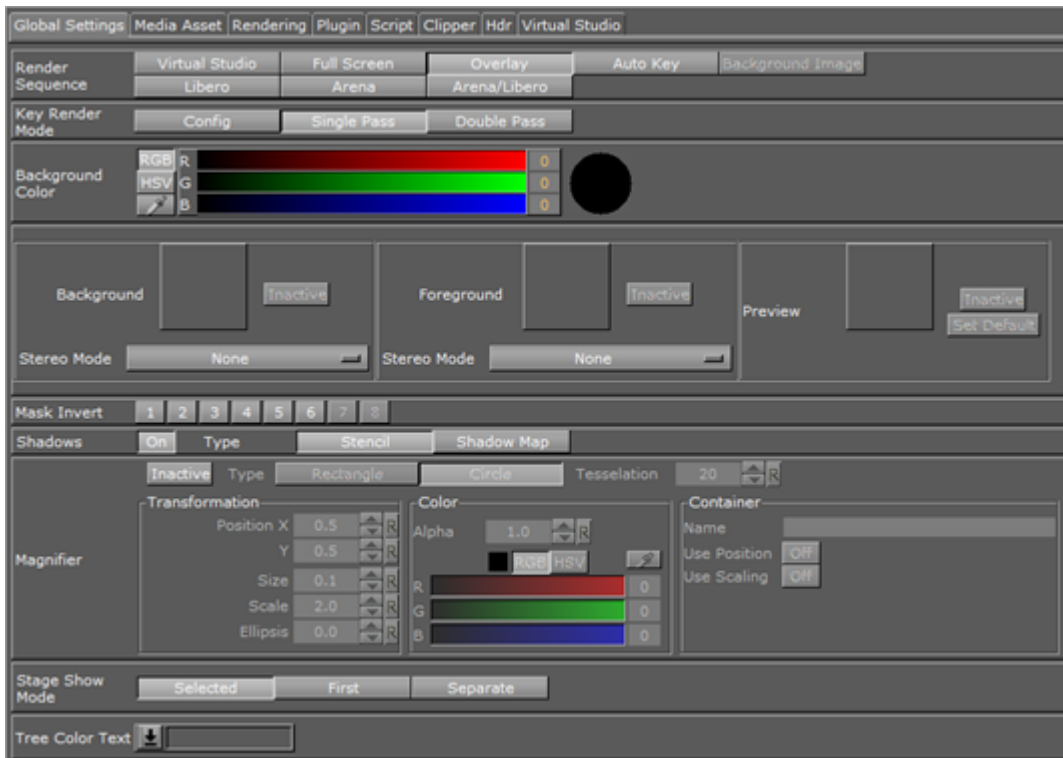 Global Settings Media Asset Rendering Plugin Script Clipper Hdr Virtual Studio
Render Sequence
Virtual Studio Full Screen Overlay Auto Key Background Image
Libero Arena Arena/Libero
Key Render Mode
Config Single Pass Double Pass
Background Color
RGB R 0
HSV G 0
B 0
Background Inactive
Stereo Mode None
Foreground Inactive
Stereo Mode None
Preview Inactive
Set Default
Mask Invert 1 2 3 4 5 6 7 8
Shadows On Type Stencil Shadow Map
Magnifier
Inactive Type Rectangle Circle Tesselation 20 R
Transformation
Position X 0.5 R
Y 0.5 R
Size 0.1 R
Scale 2.0 R
Ellipsis 0.0 R
Color
Alpha 1.0 R
RGB HSV
R 0
G 0
B 0
Container
Name
Use Position Off
Use Scaling Off
Stage Show Mode
Selected First Separate
Tree Color Text